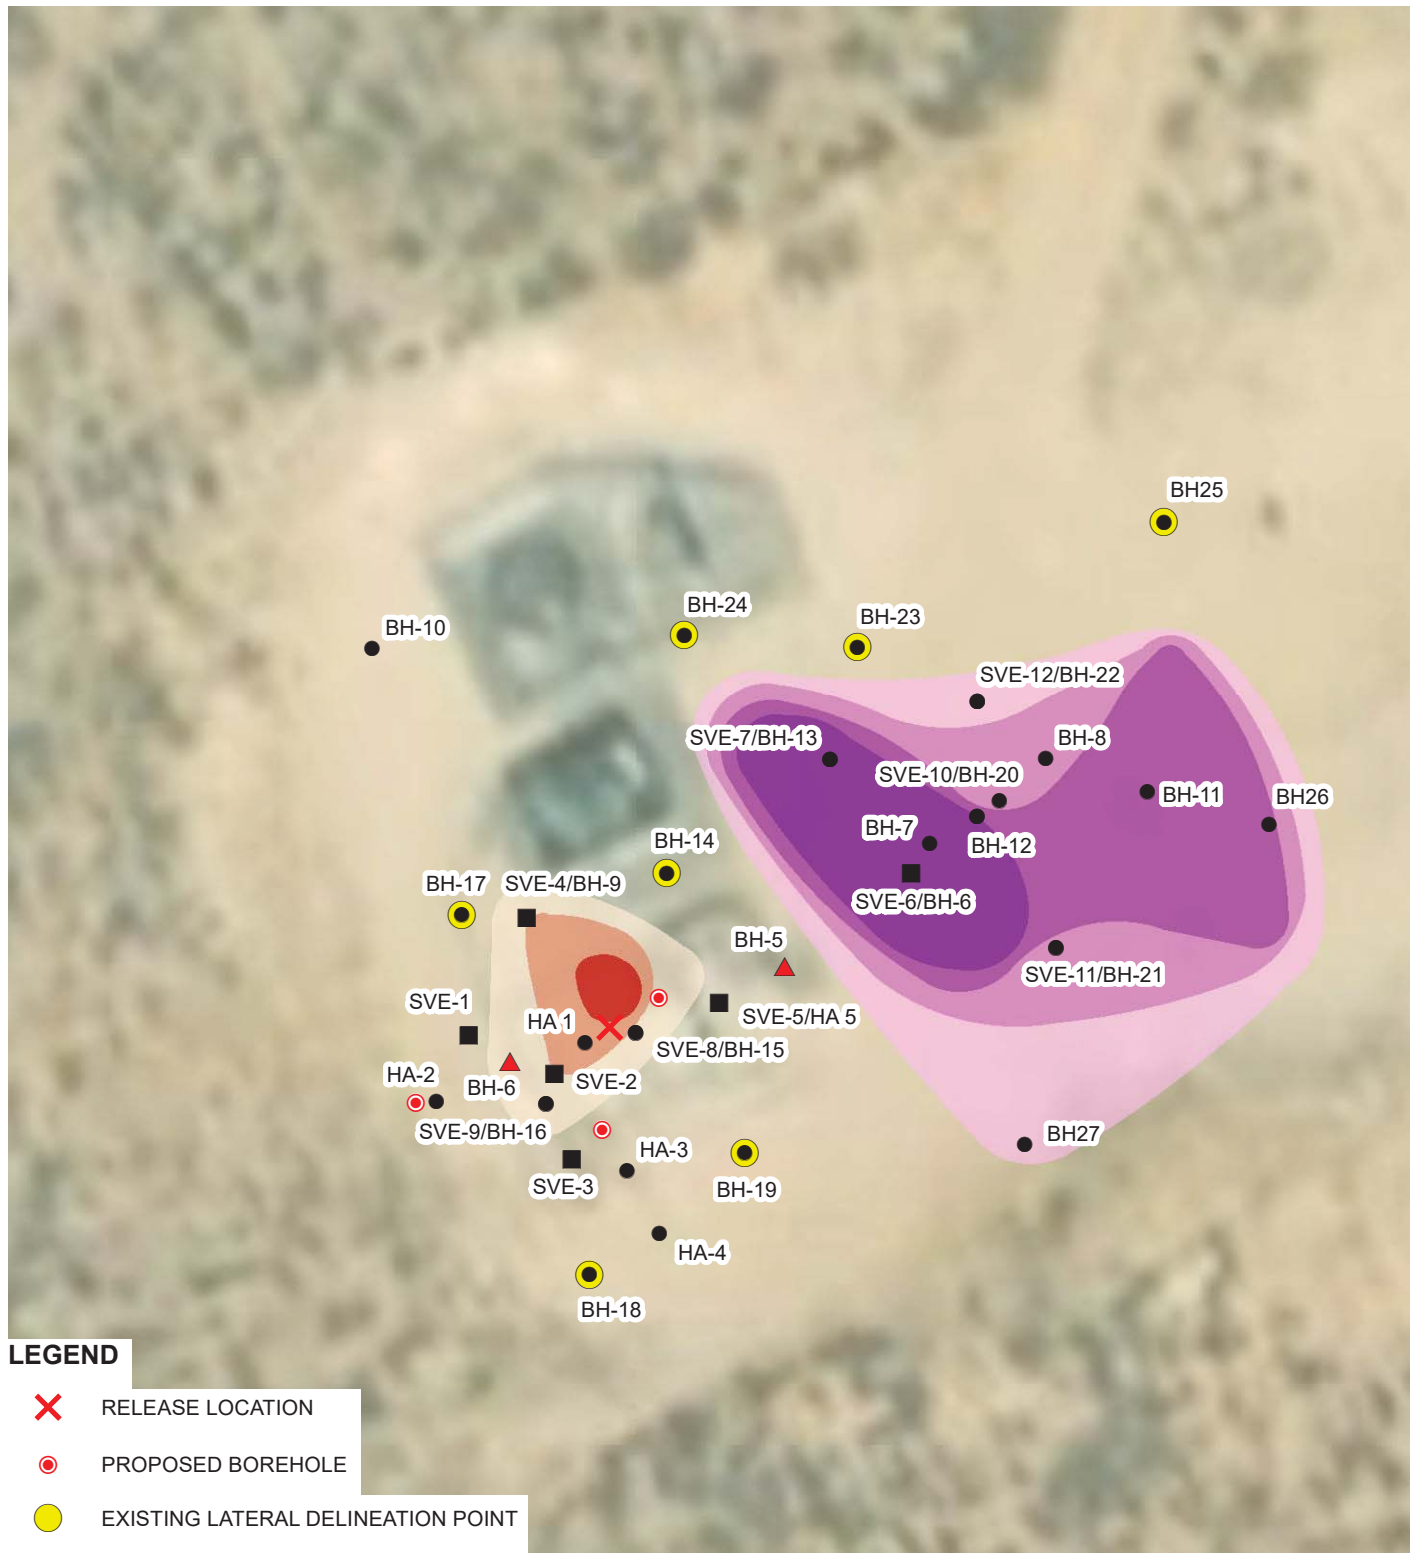 BH25
BH-24
BH-23
BH-10
SVE-12/BH-22
SVE-7/BH-13
BH-8
SVE-10/BH-20
BH-11
BH26
BH-7
BH-14
BH-12
BH-17
SVE-4/BH-9
SVE-6/BH-6
BH-5
SVE-11/BH-21
SVE-1
HA 1
SVE-5/HA 5
SVE-8/BH-15
HA-2
BH-6
SVE-2
SVE-9/BH-16
BH27
HA-3
SVE-3
BH-19
HA-4
BH-18
LEGEND
RELEASE LOCATION
PROPOSED BOREHOLE
EXISTING LATERAL DELINEATION POINT